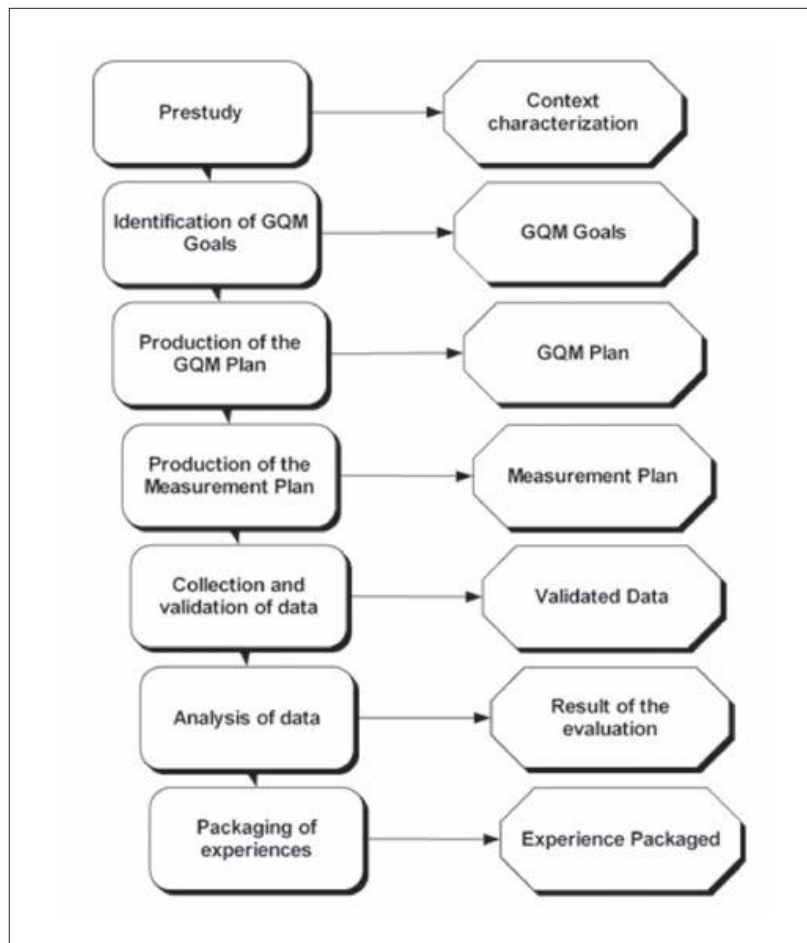 Prestudy
Context
characterization
Identification of GQM
Goals
GQM Goals
Production of the
GQM Plan
GQM Plan
Production of the
Measurement Plan
Measurement Plan
Collection and
validation of data
Validated Data
Analysis of data
Result of the
evaluation
Packaging of
experiences
Experience Packaged